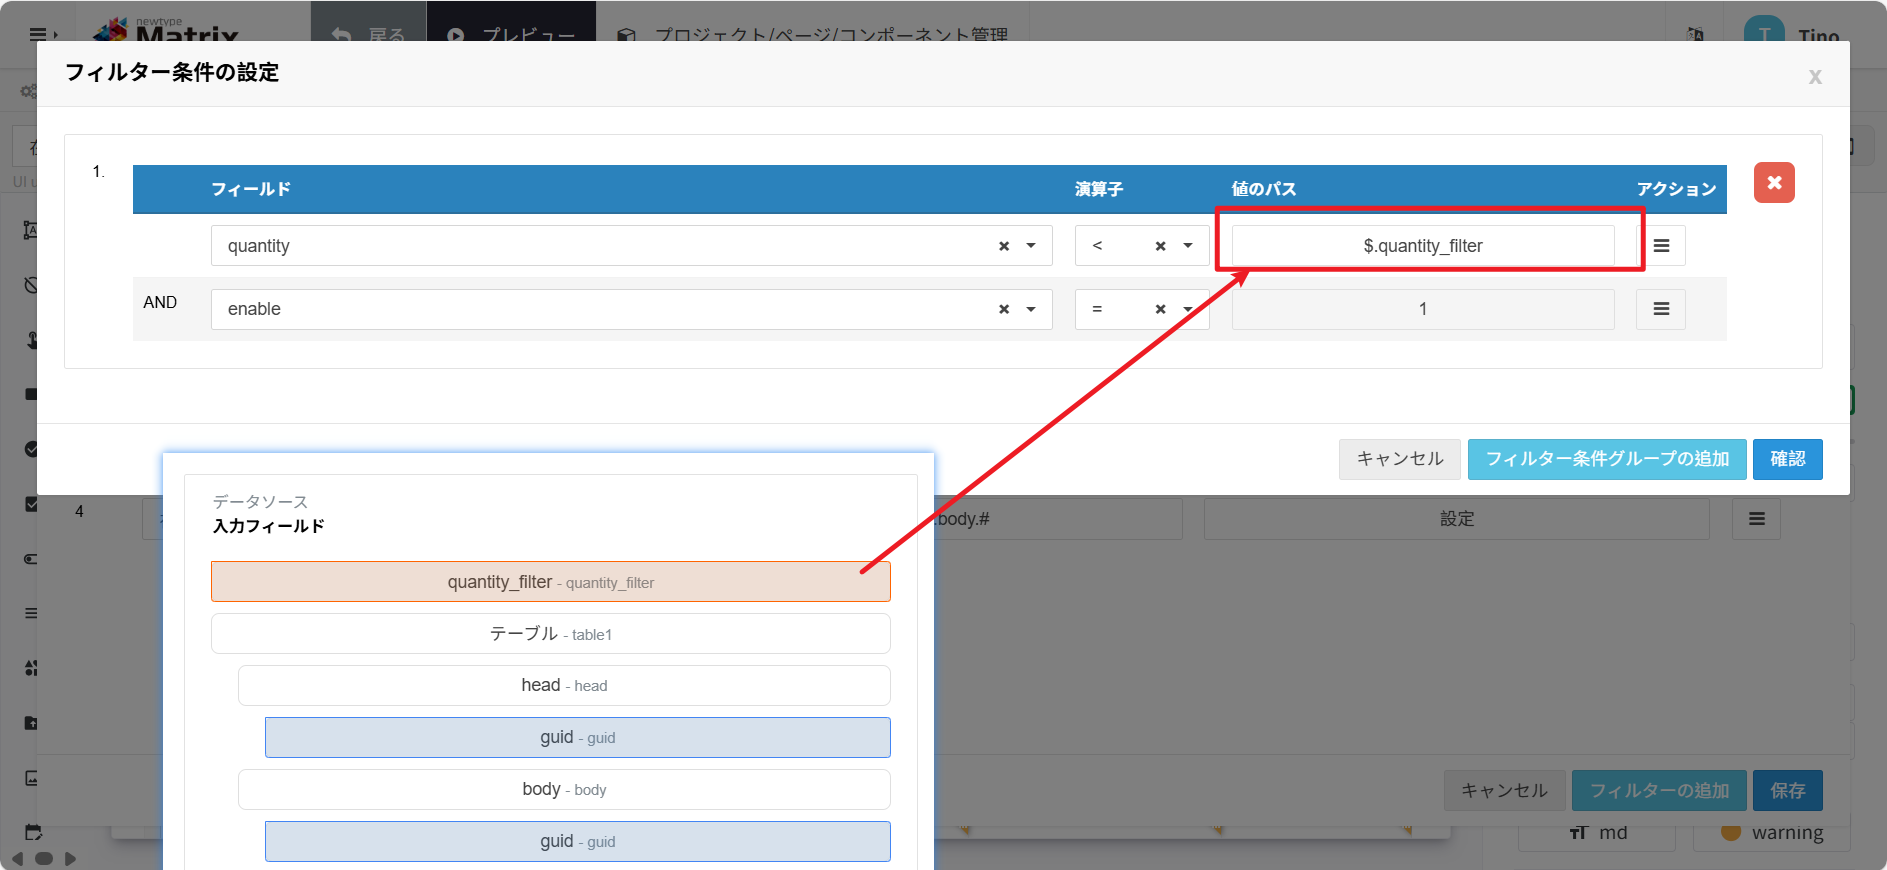 newtype
Matrix
戻る
プレビュー
プロジェクト/ページ/コンポーネント管理
T
Tino
フィルター条件の設定
x
UI u
1.
フィールド
演算子
値のパス
アクション
quantity
<
$.quantity_filter
AND
enable
=
1
キャンセル
フィルター条件グループの追加
確認
データソース
入力フィールド
quantity_filter - quantity_filter
テーブル - table1
head - head
guid - guid
body - body
guid - guid
4
.body.#
設定
キャンセル
フィルターの追加
保存
md
warning